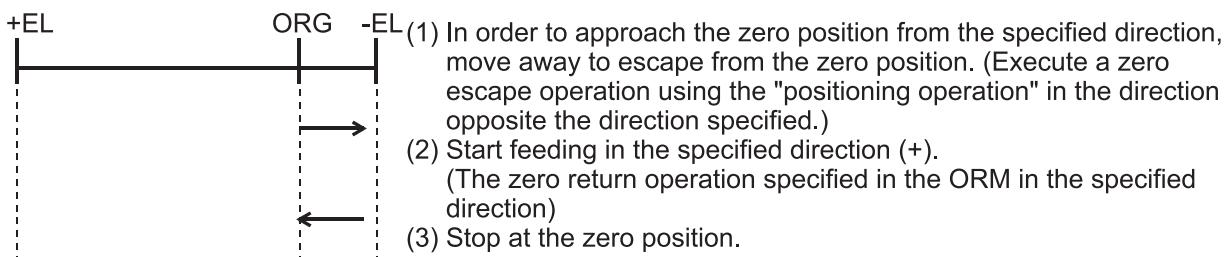 +EL ORG -EL
(1) In order to approach the zero position from the specified direction,
move away to escape from the zero position. (Execute a zero
escape operation using the "positioning operation" in the direction
opposite the direction specified.)
(2) Start feeding in the specified direction (+).
(The zero return operation specified in the ORM in the specified
direction)
(3) Stop at the zero position.